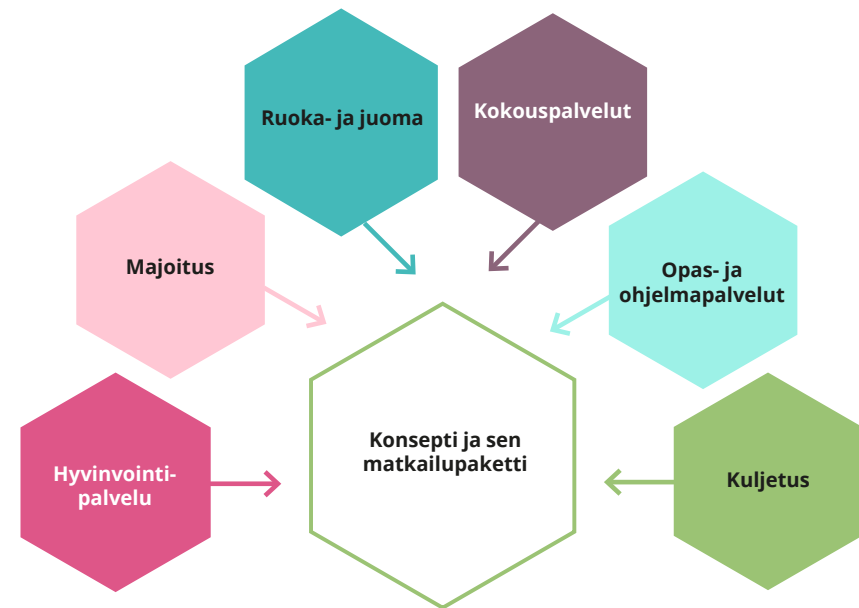 Ruoka- ja juoma
Kokouspalvelut
Majoitus
Opas- ja
ohjelmapalvelut
Konsepti ja sen
matkailupaketti
Hyvinvointi-
palvelu
Kuljetus